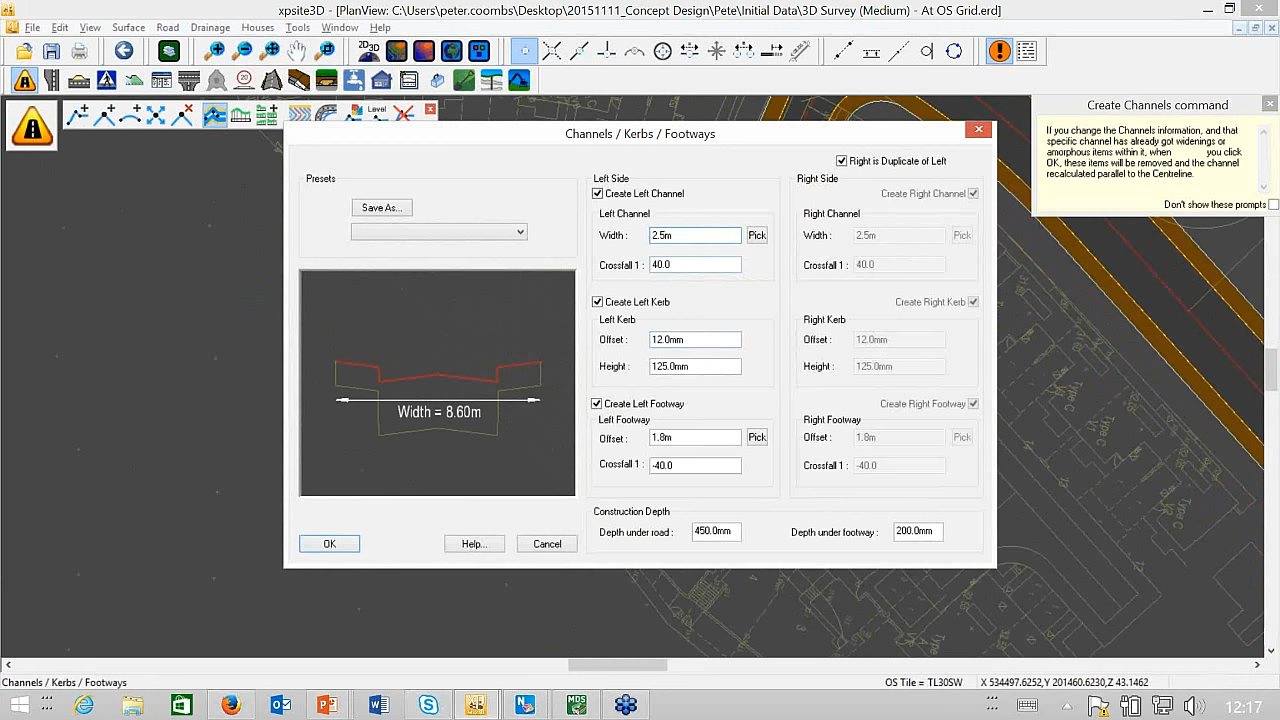 xpsite3D - [PlanView: C:\Users\peter.coombs\Desktop\20151111_Concept Design\Pete\Initial Data\3D Survey (Medium) - At OS Grid.erd]
File Edit View Surface Road Drainage Houses Tools Window Help
2D3D
20
Level
Create Channels command
If you change the Channels information, and that
specific channel has already got widenings or
amorphous items within it, when you click
OK, these items will be removed and the channel
recalculated parallel to the Centreline.
Don't show these prompts
Channels / Kerbs / Footways
Right is Duplicate of Left
Presets
Save As...
Left Side
Create Left Channel
Left Channel
Width : 2.5m Pick
Crossfall 1 : 40.0
Create Left Kerb
Left Kerb
Offset : 12.0mm
Height : 125.0mm
Create Left Footway
Left Footway
Offset : 1.8m Pick
Crossfall 1 : -40.0
Right Side
Create Right Channel
Right Channel
Width : 2.5m Pick
Crossfall 1 : 40.0
Create Right Kerb
Right Kerb
Offset : 12.0mm
Height : 125.0mm
Create Right Footway
Right Footway
Offset : 1.8m Pick
Crossfall 1 : -40.0
Width = 8.60m
Construction Depth
Depth under road : 450.0mm Depth under footway : 200.0mm
OK Help... Cancel
Type C
Type C
Type C
Channels / Kerbs / Footways
OS Tile = TL30SW X 534497.6252, Y 201460.6230, Z 43.1462
MDS
12:17